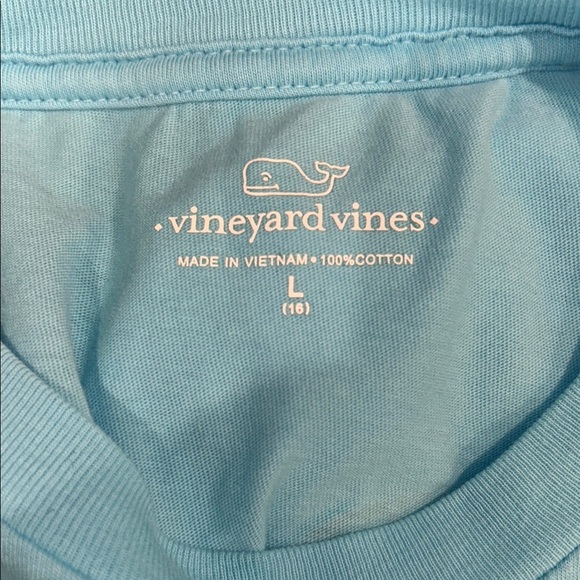 vineyard vines
MADE IN VIETNAM • 100%COTTON
L
(16)